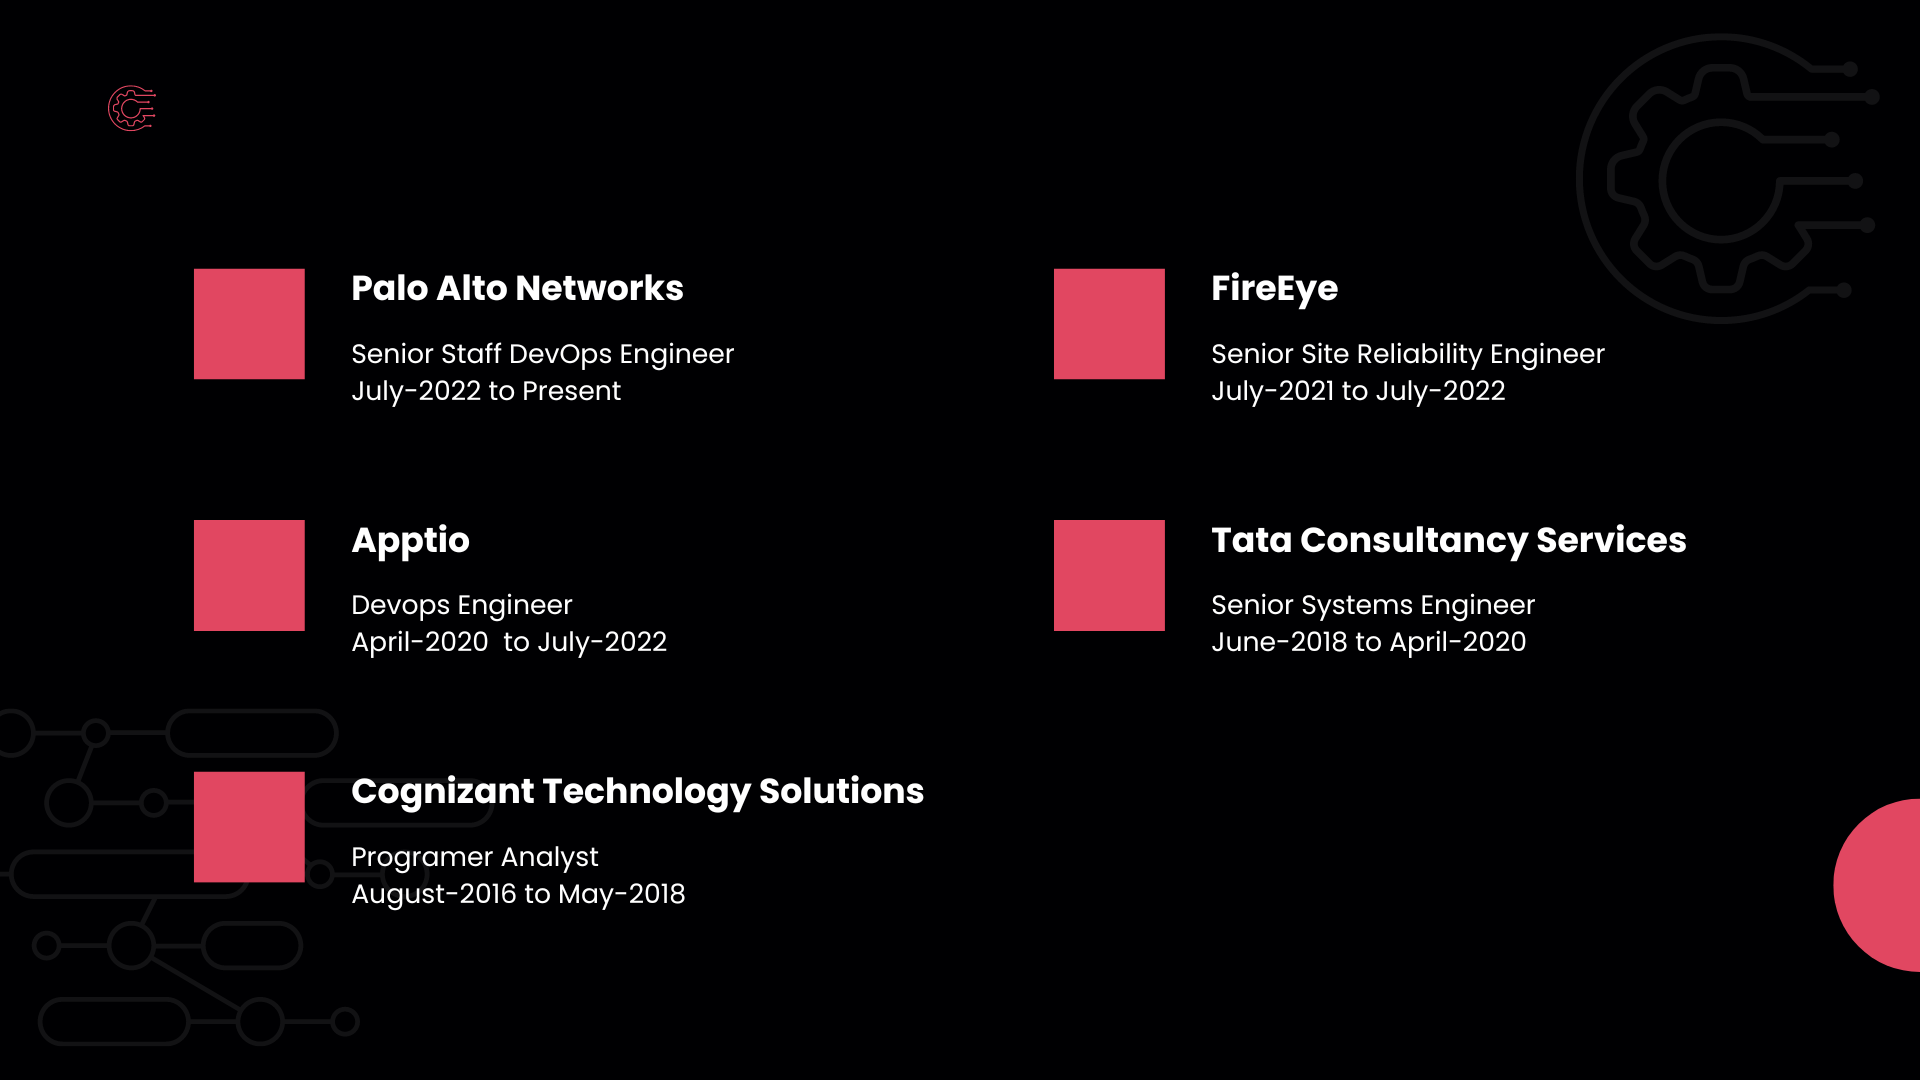 Palo Alto Networks
Senior Staff DevOps Engineer
July-2022 to Present
FireEye
Senior Site Reliability Engineer
July-2021 to July-2022
Apptio
Devops Engineer
April-2020  to July-2022
Tata Consultancy Services
Senior Systems Engineer
June-2018 to April-2020
Cognizant Technology Solutions
Programer Analyst
August-2016 to May-2018